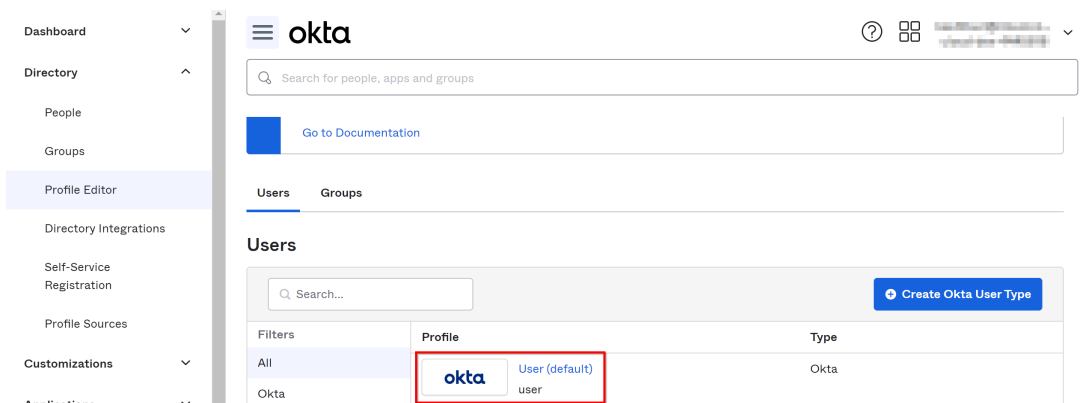 Dashboard
Directory
People
Groups
Profile Editor
Directory Integrations
Self-Service
Registration
Profile Sources
Customizations
okta
Search for people, apps and groups
Go to Documentation
Users Groups
Users
Search...
Create Okta User Type
Filters
All
Okta
Profile Type
okta User (default) Okta
user